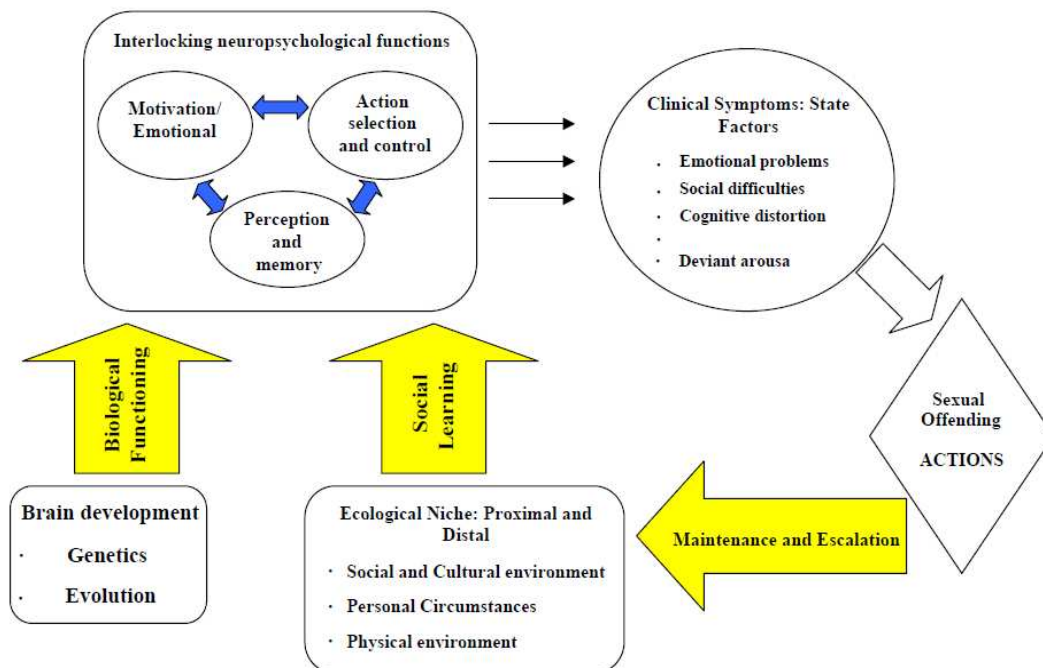 Interlocking neuropsychological functions
Motivation/
Emotional
Action
selection
and control
Perception
and
memory
Clinical Symptoms: State
Factors
· Emotional problems
· Social difficulties
· Cognitive distortion
·
· Deviant arousa
Biological
Functioning
Social
Learning
Sexual
Offending
ACTIONS
Brain development
· Genetics
· Evolution
Ecological Niche: Proximal and
Distal
· Social and Cultural environment
· Personal Circumstances
· Physical environment
Maintenance and Escalation